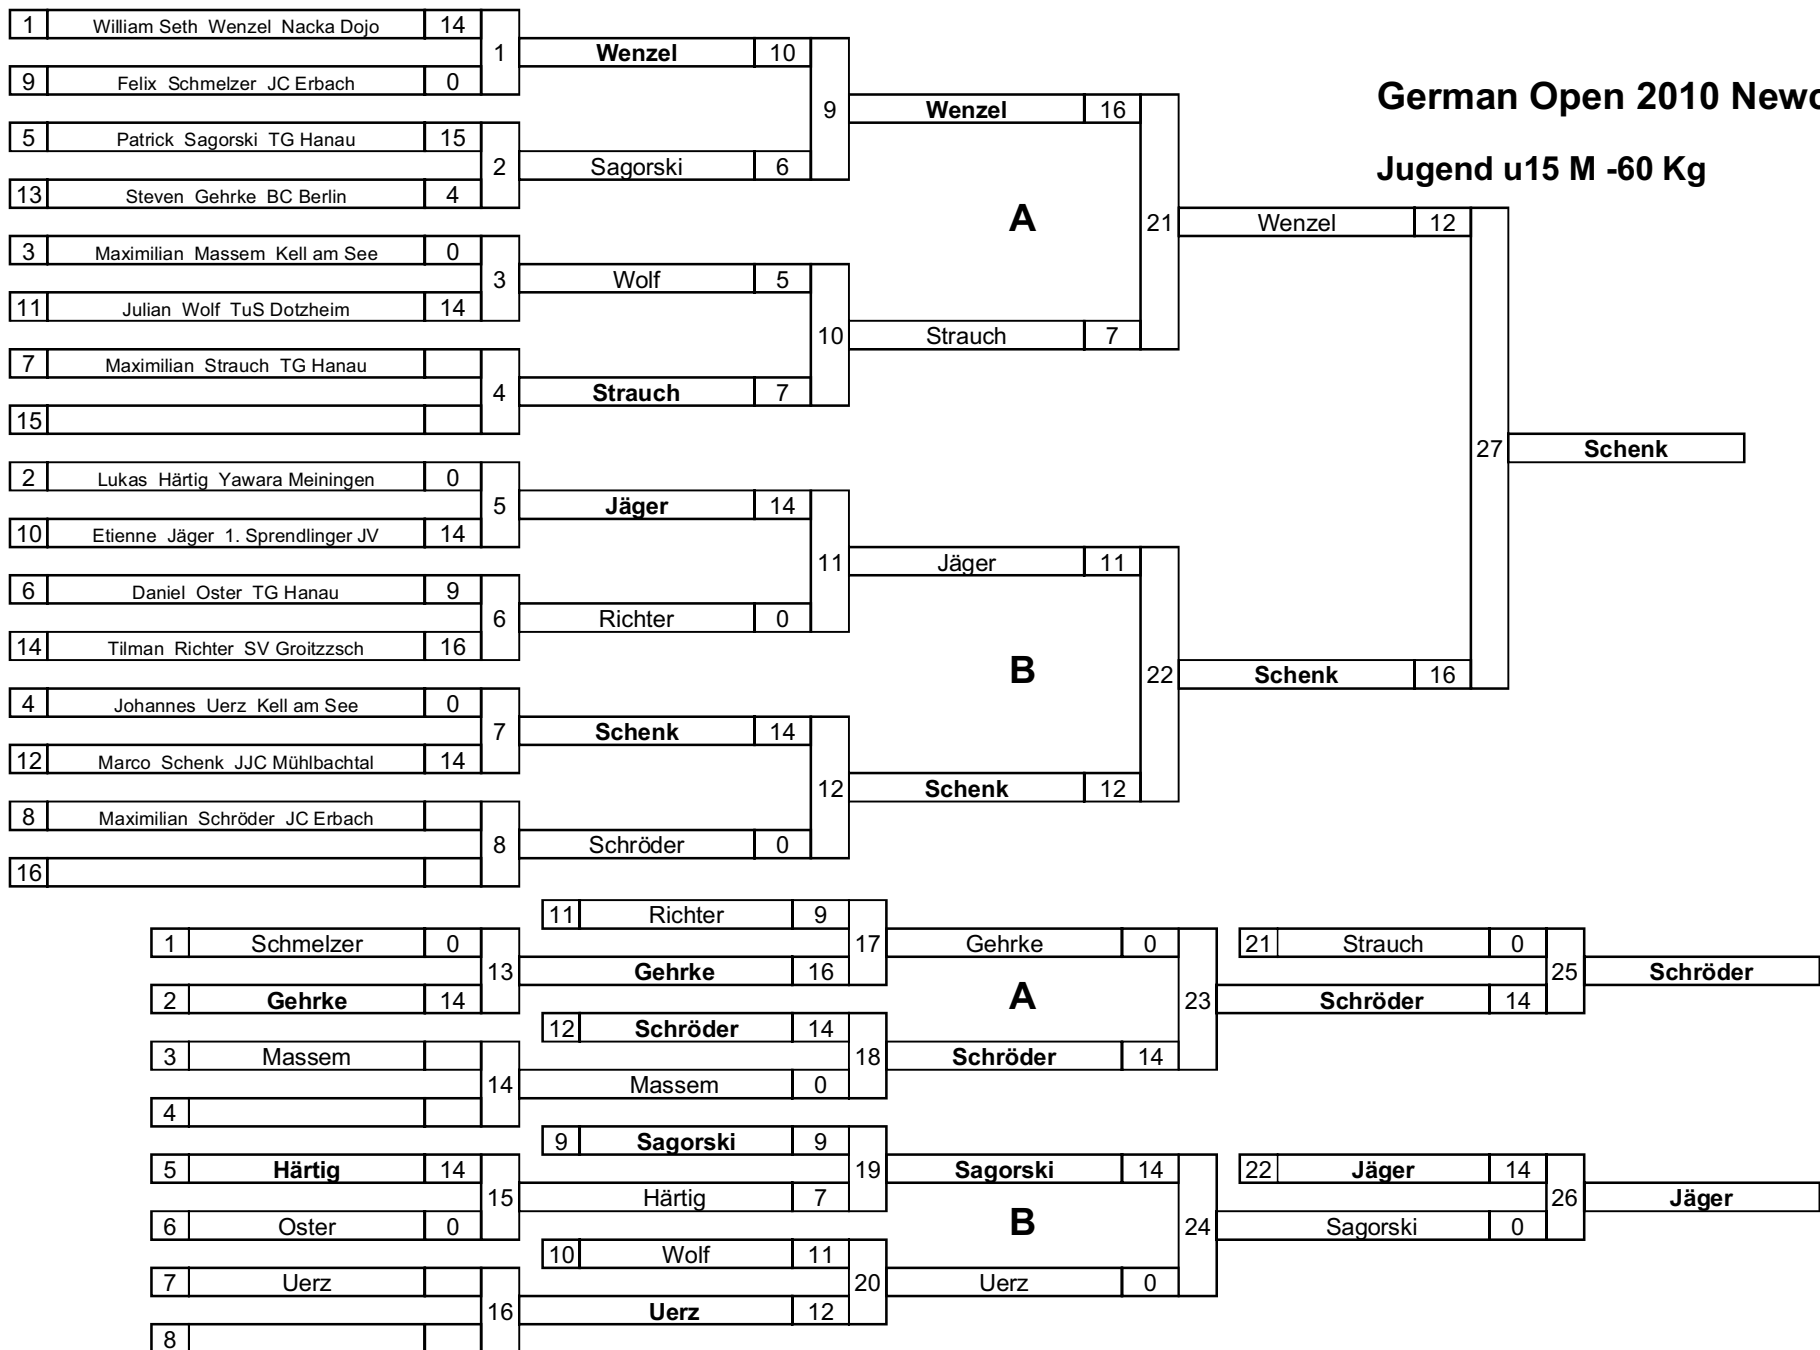 1 William Seth Wenzel Nacka Dojo 14
1 Wenzel 10
9 Felix Schmelzer JC Erbach 0
German Open 2010 Newc
9 Wenzel 16
5 Patrick Sagorski TG Hanau 15
2 Sagorski 6
Jugend u15 M -60 Kg
13 Steven Gehrke BC Berlin 4
A
21 Wenzel 12
3 Maximilian Massem Kell am See 0
3 Wolf 5
11 Julian Wolf TuS Dotzheim 14
10 Strauch 7
7 Maximilian Strauch TG Hanau
4 Strauch 7
15
27 Schenk
2 Lukas Härtig Yawara Meiningen 0
5 Jäger 14
10 Etienne Jäger 1. Sprendlinger JV 14
11 Jäger 11
6 Daniel Oster TG Hanau 9
6 Richter 0
14 Tilman Richter SV Groitzzsch 16
B
22 Schenk 16
4 Johannes Uerz Kell am See 0
7 Schenk 14
12 Marco Schenk JJC Mühlbachtal 14
12 Schenk 12
8 Maximilian Schröder JC Erbach
8 Schröder 0
16
11 Richter 9
1 Schmelzer 0
17 Gehrke 0
21 Strauch 0
13 Gehrke 16
25 Schröder
2 Gehrke 14
A
23 Schröder 14
12 Schröder 14
3 Massem
18 Schröder 14
14 Massem 0
4
9 Sagorski 9
5 Härtig 14
19 Sagorski 14
22 Jäger 14
15 Härtig 7
26 Jäger
6 Oster 0
B
24 Sagorski 0
10 Wolf 11
7 Uerz
20 Uerz 0
16 Uerz 12
8